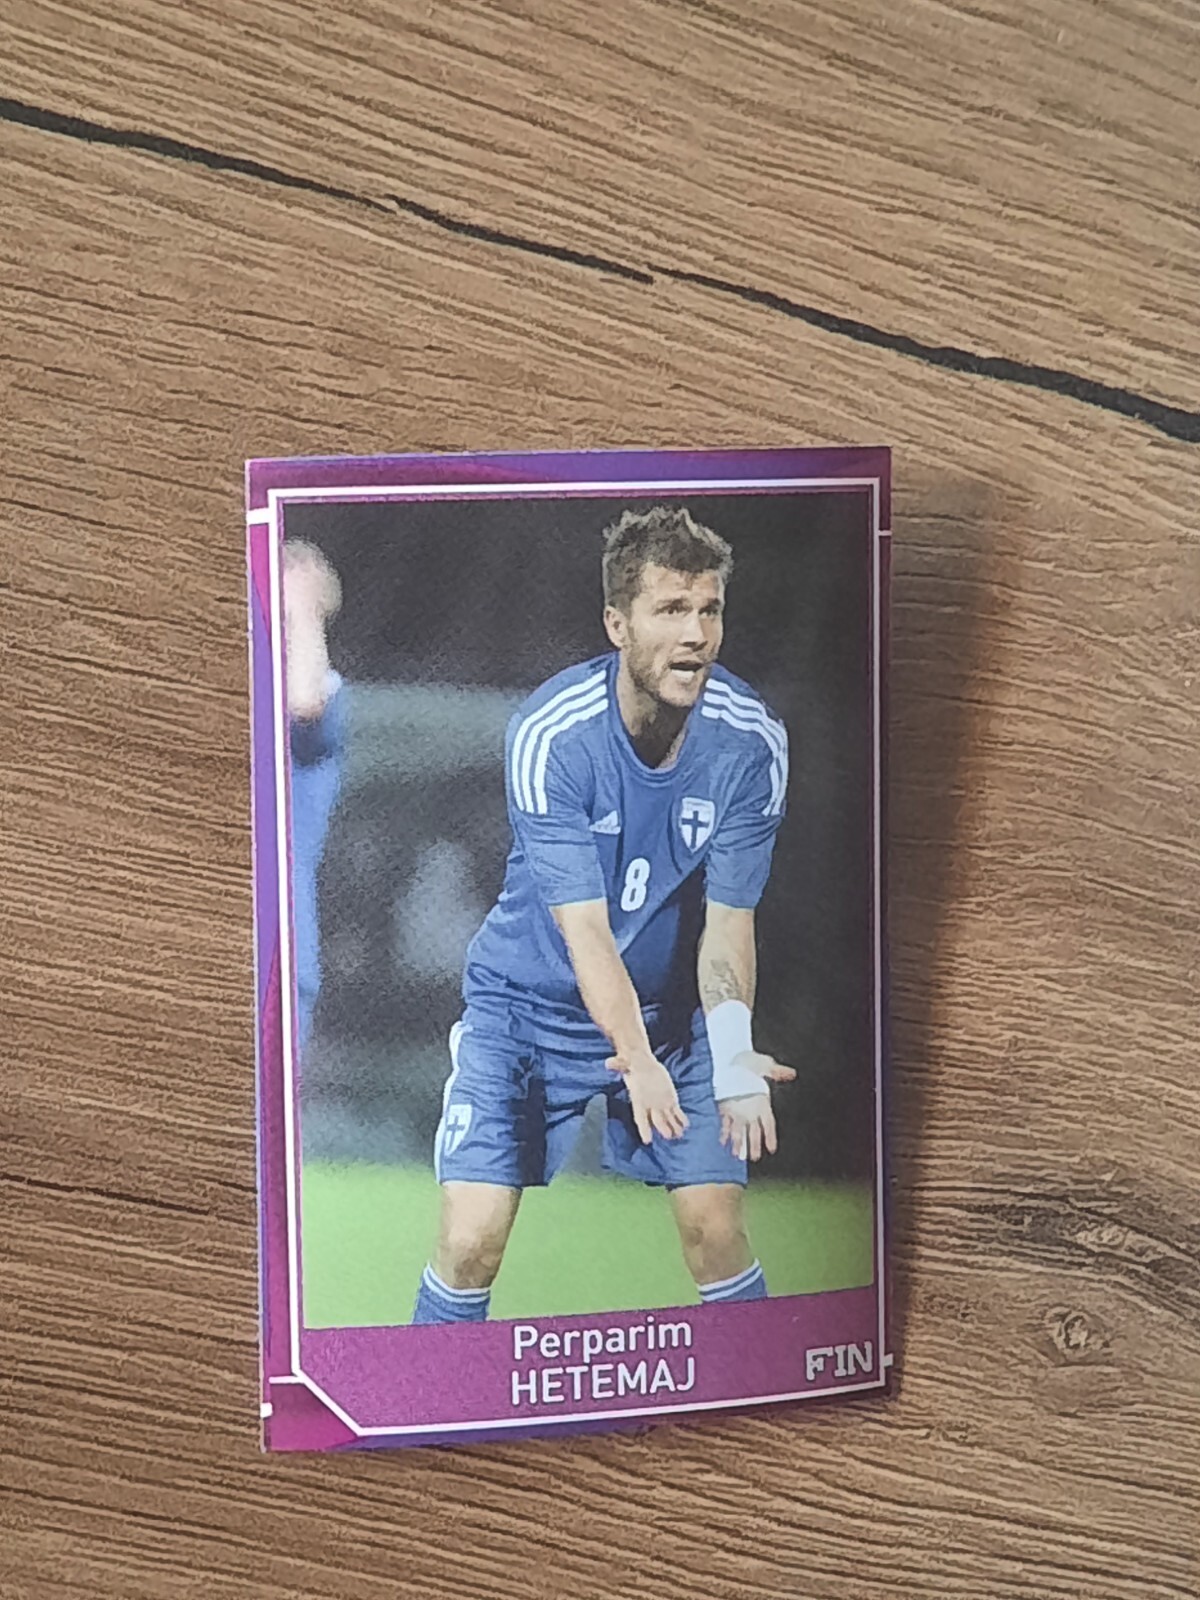 8
Perparim
HETEMAJ
FIN